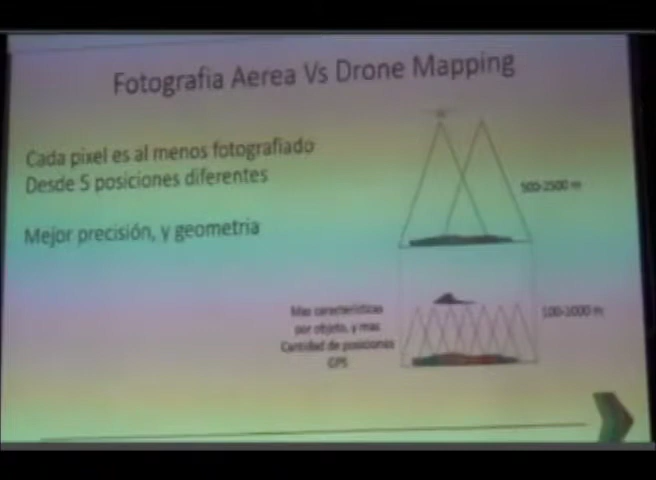 Fotografia Aerea Vs Drone Mapping
Cada pixel es al menos fotografiado
Desde 5 posiciones diferentes
Mejor precisión, y geometria
500-2500 m
Mas caracteristicas
por objeto, y mas
Cantidad de posiciones
GPS
100-1000 m